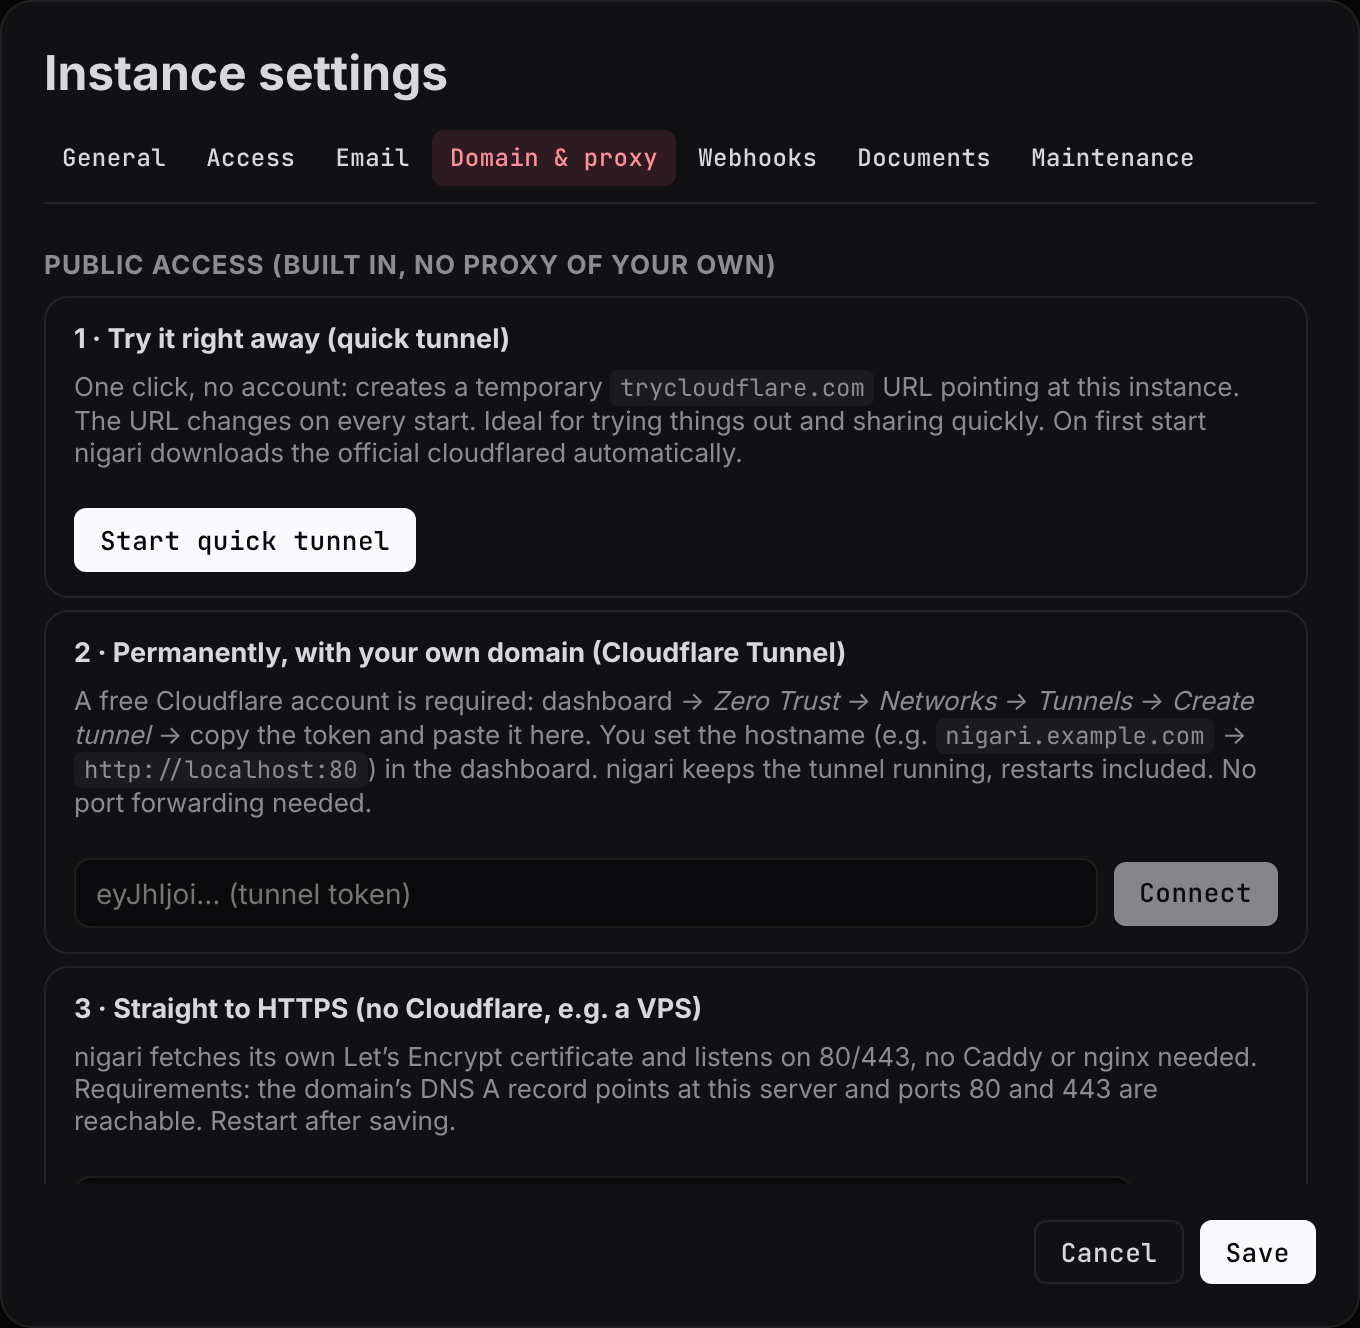 Instance settings
General Access Email Domain & proxy Webhooks Documents Maintenance
PUBLIC ACCESS (BUILT IN, NO PROXY OF YOUR OWN)
1 · Try it right away (quick tunnel)
One click, no account: creates a temporary trycloudflare.com URL pointing at this instance.
The URL changes on every start. Ideal for trying things out and sharing quickly. On first start
nigari downloads the official cloudflared automatically.
Start quick tunnel
2 · Permanently, with your own domain (Cloudflare Tunnel)
A free Cloudflare account is required: dashboard → Zero Trust → Networks → Tunnels → Create
tunnel → copy the token and paste it here. You set the hostname (e.g. nigari.example.com →
http://localhost:80) in the dashboard. nigari keeps the tunnel running, restarts included. No
port forwarding needed.
eyJhIjoi... (tunnel token)
Connect
3 · Straight to HTTPS (no Cloudflare, e.g. a VPS)
nigari fetches its own Let’s Encrypt certificate and listens on 80/443, no Caddy or nginx needed.
Requirements: the domain’s DNS A record points at this server and ports 80 and 443 are
reachable. Restart after saving.
Cancel Save